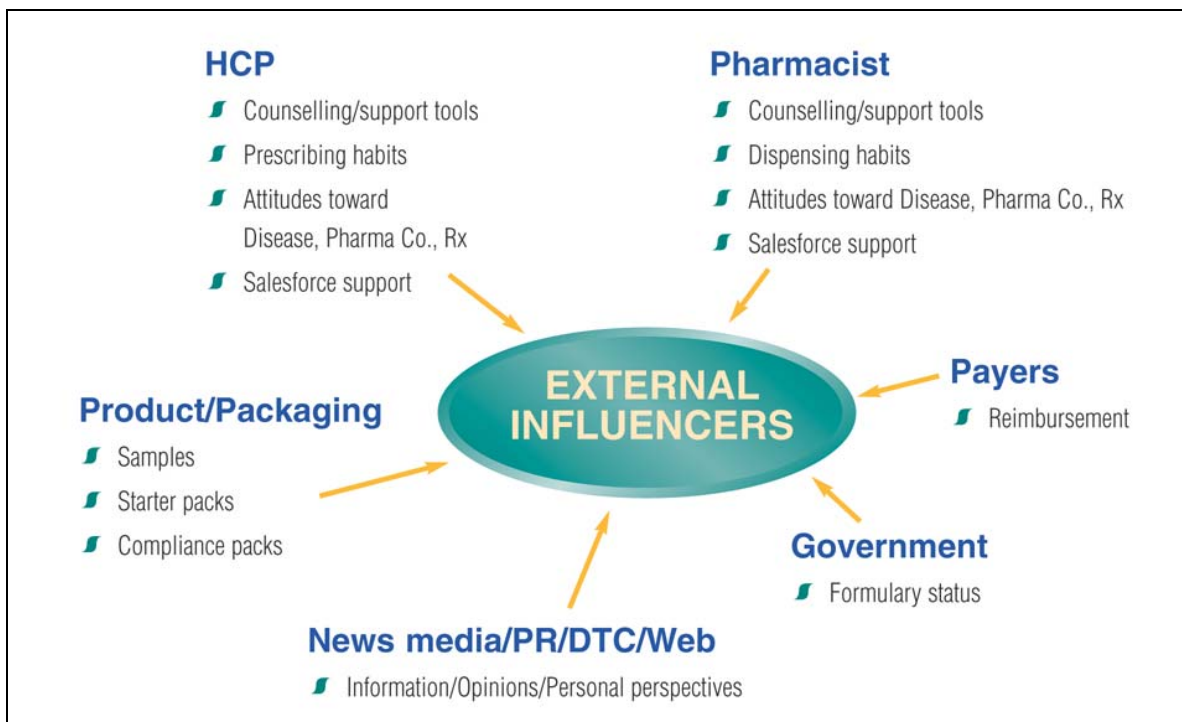 HCP
Counselling/support tools
Prescribing habits
Attitudes toward
Disease, Pharma Co., Rx
Salesforce support
Pharmacist
Counselling/support tools
Dispensing habits
Attitudes toward Disease, Pharma Co., Rx
Salesforce support
EXTERNAL
INFLUENCERS
Payers
Reimbursement
Product/Packaging
Samples
Starter packs
Compliance packs
Government
Formulary status
News media/PR/DTC/Web
Information/Opinions/Personal perspectives